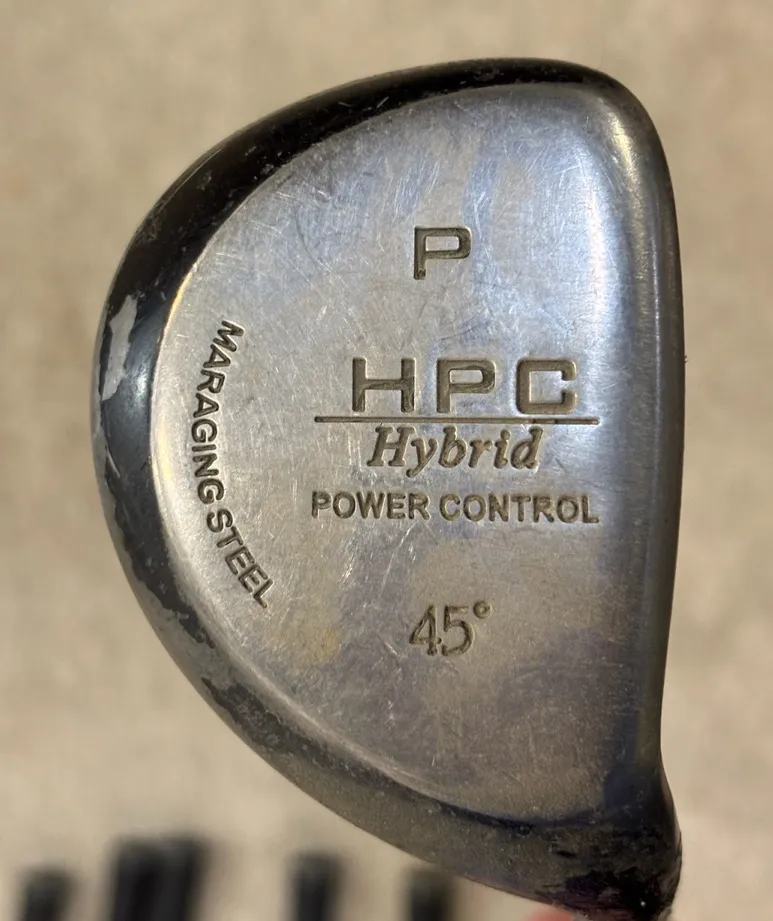 P
HPC
Hybrid
POWER CONTROL
MARAGING STEEL
45°